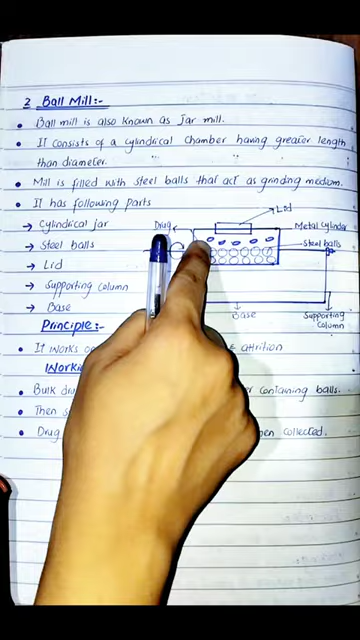 2 Ball Mill:-
• Ball mill is also known as Jar mill.
• It consists of a cylindrical chamber having greater length
than diameter.
• Mill is filled with steel balls that act as grinding medium.
• It has following parts
→ Cylindrical jar
→ Steel balls
→ Lid
→ Supporting column
→ Base
Lid
Drug
Metal cylinder
Steel balls
Base
Supporting
column
Principle:-
• It works & attrition
• Bulk containing balls.
• Then
• Drug collected.